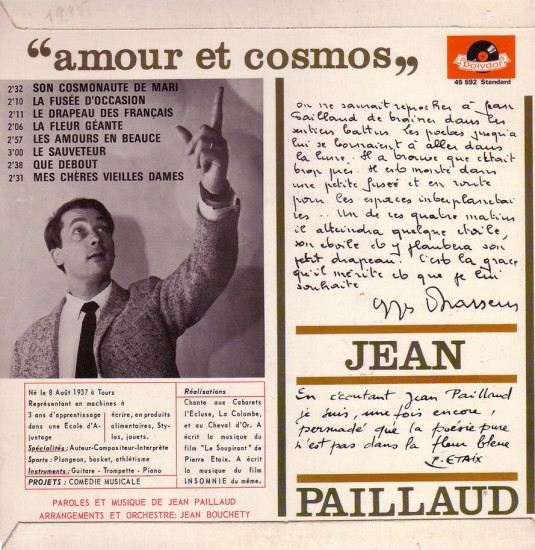 1995
“amour et cosmos”
Polydor
45 592 Standard
2'32 SON COSMONAUTE DE MARI
2'10 LA FUSÉE D'OCCASION
2'11 LE DRAPEAU DES FRANÇAIS
2'06 LA FLEUR GÉANTE
2'57 LES AMOURS EN BEAUCE
3'00 LE SAUVETEUR
2'38 QUE DEBOUT
2'31 MES CHÈRES VIEILLES DAMES
On ne saurait reprocher à Jean
Paillaud de traîner dans les
sentiers battus. Les poètes jusqu'à
lui se bornaient à aller dans
la lune. Il a trouvé que c'était
trop près. Il est monté dans
une petite fusée et en route
pour les espaces interplanétai
res... Un de ces quatre matins
il atteindra quelque étoile,
son étoile et y plantera son
petit drapeau. C'est la grâce
qu'il mérite et que je lui
souhaite.
Brassens
JEAN
En écoutant Jean Paillaud
je suis, une fois encore,
persuadé que la poésie pure
n'est pas dans la fleur bleue
P. ETAIX
PAILLAUD
Né le 8 Août 1937 à Tours
Représentant en machines à
écrire, en produits
alimentaires, Stylos, jouets.
3 ans d'apprentissage
dans une Ecole d'A-
justage
Spécialités : Auteur-Compositeur-Interprète
Sports : Plongeon, basket, athlétisme
Instruments : Guitare - Trompette - Piano
PROJETS : COMEDIE MUSICALE
Réalisations
Chante aux Cabarets
l'Ecluse, La Colombe,
et au Cheval d'Or. A
écrit la musique du
film "Le Soupirant" de
Pierre Etaix. A écrit
la musique du film
INSOMNIE du même.
PAROLES ET MUSIQUE DE JEAN PAILLAUD
ARRANGEMENTS ET ORCHESTRE: JEAN BOUCHETY